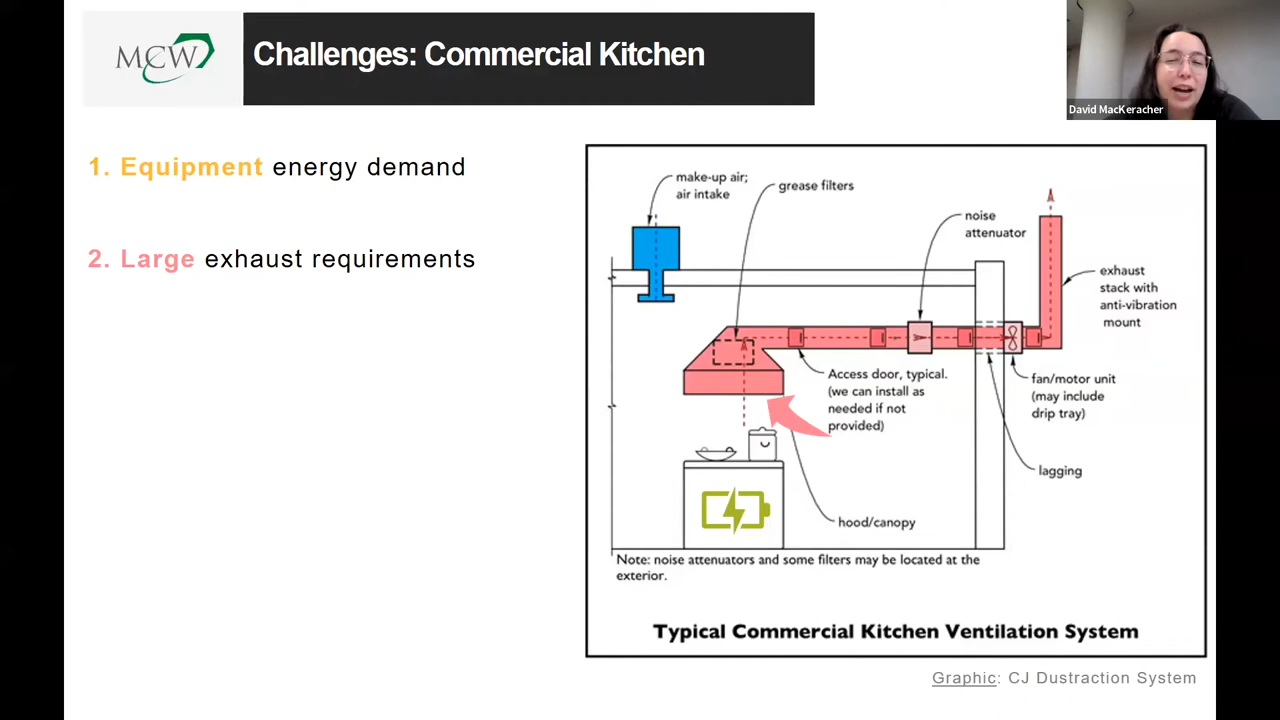 MCW
Challenges: Commercial Kitchen
David MacKeracher
1. Equipment energy demand
2. Large exhaust requirements
make-up air;
air intake
grease filters
noise
attenuator
exhaust
stack with
anti-vibration
mount
Access door, typical.
(we can install as
needed if not
provided)
fan/motor unit
(may include
drip tray)
lagging
hood/canopy
Note: noise attenuators and some filters may be located at the
exterior.
Typical Commercial Kitchen Ventilation System
Graphic: CJ Dustraction System